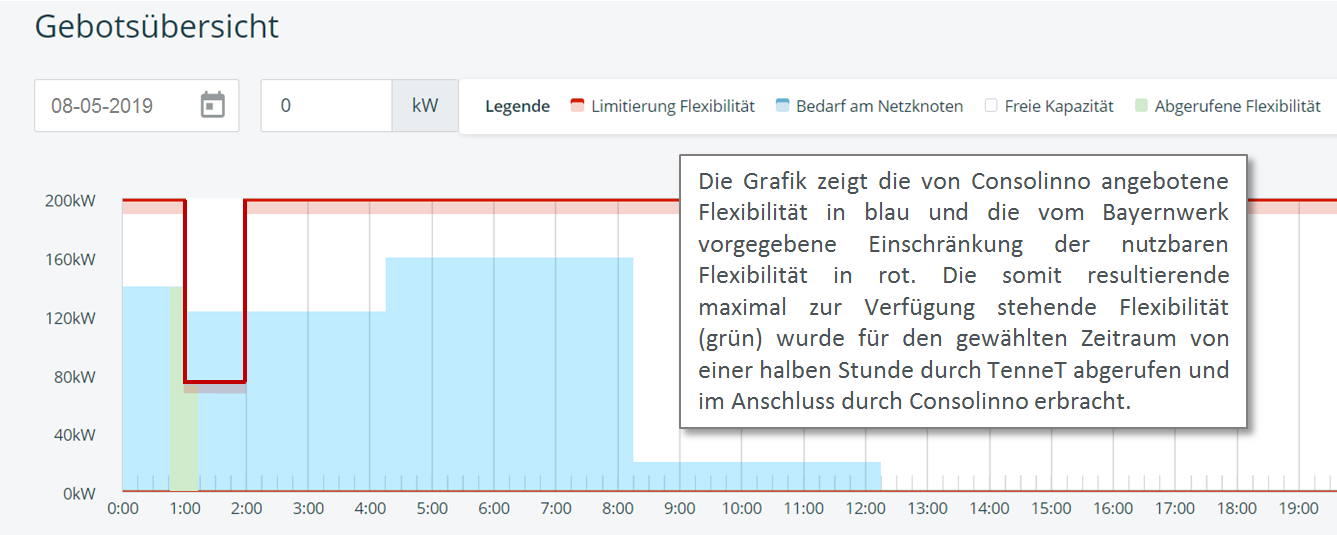 Gebotsübersicht
08-05-2019
0
kW
Legende
Limitierung Flexibilität
Bedarf am Netzknoten
Freie Kapazität
Abgerufene Flexibilität
Die Grafik zeigt die von Consolinno angebotene
Flexibilität in blau und die vom Bayernwerk
vorgegebene Einschränkung der nutzbaren
Flexibilität in rot. Die somit resultierende
maximal zur Verfügung stehende Flexibilität
(grün) wurde für den gewählten Zeitraum von
einer halben Stunde durch TenneT abgerufen und
im Anschluss durch Consolinno erbracht.
200kW
160kW
120kW
80kW
40kW
0kW
0:00 1:00 2:00 3:00 4:00 5:00 6:00 7:00 8:00 9:00 10:00 11:00 12:00 13:00 14:00 15:00 16:00 17:00 18:00 19:00